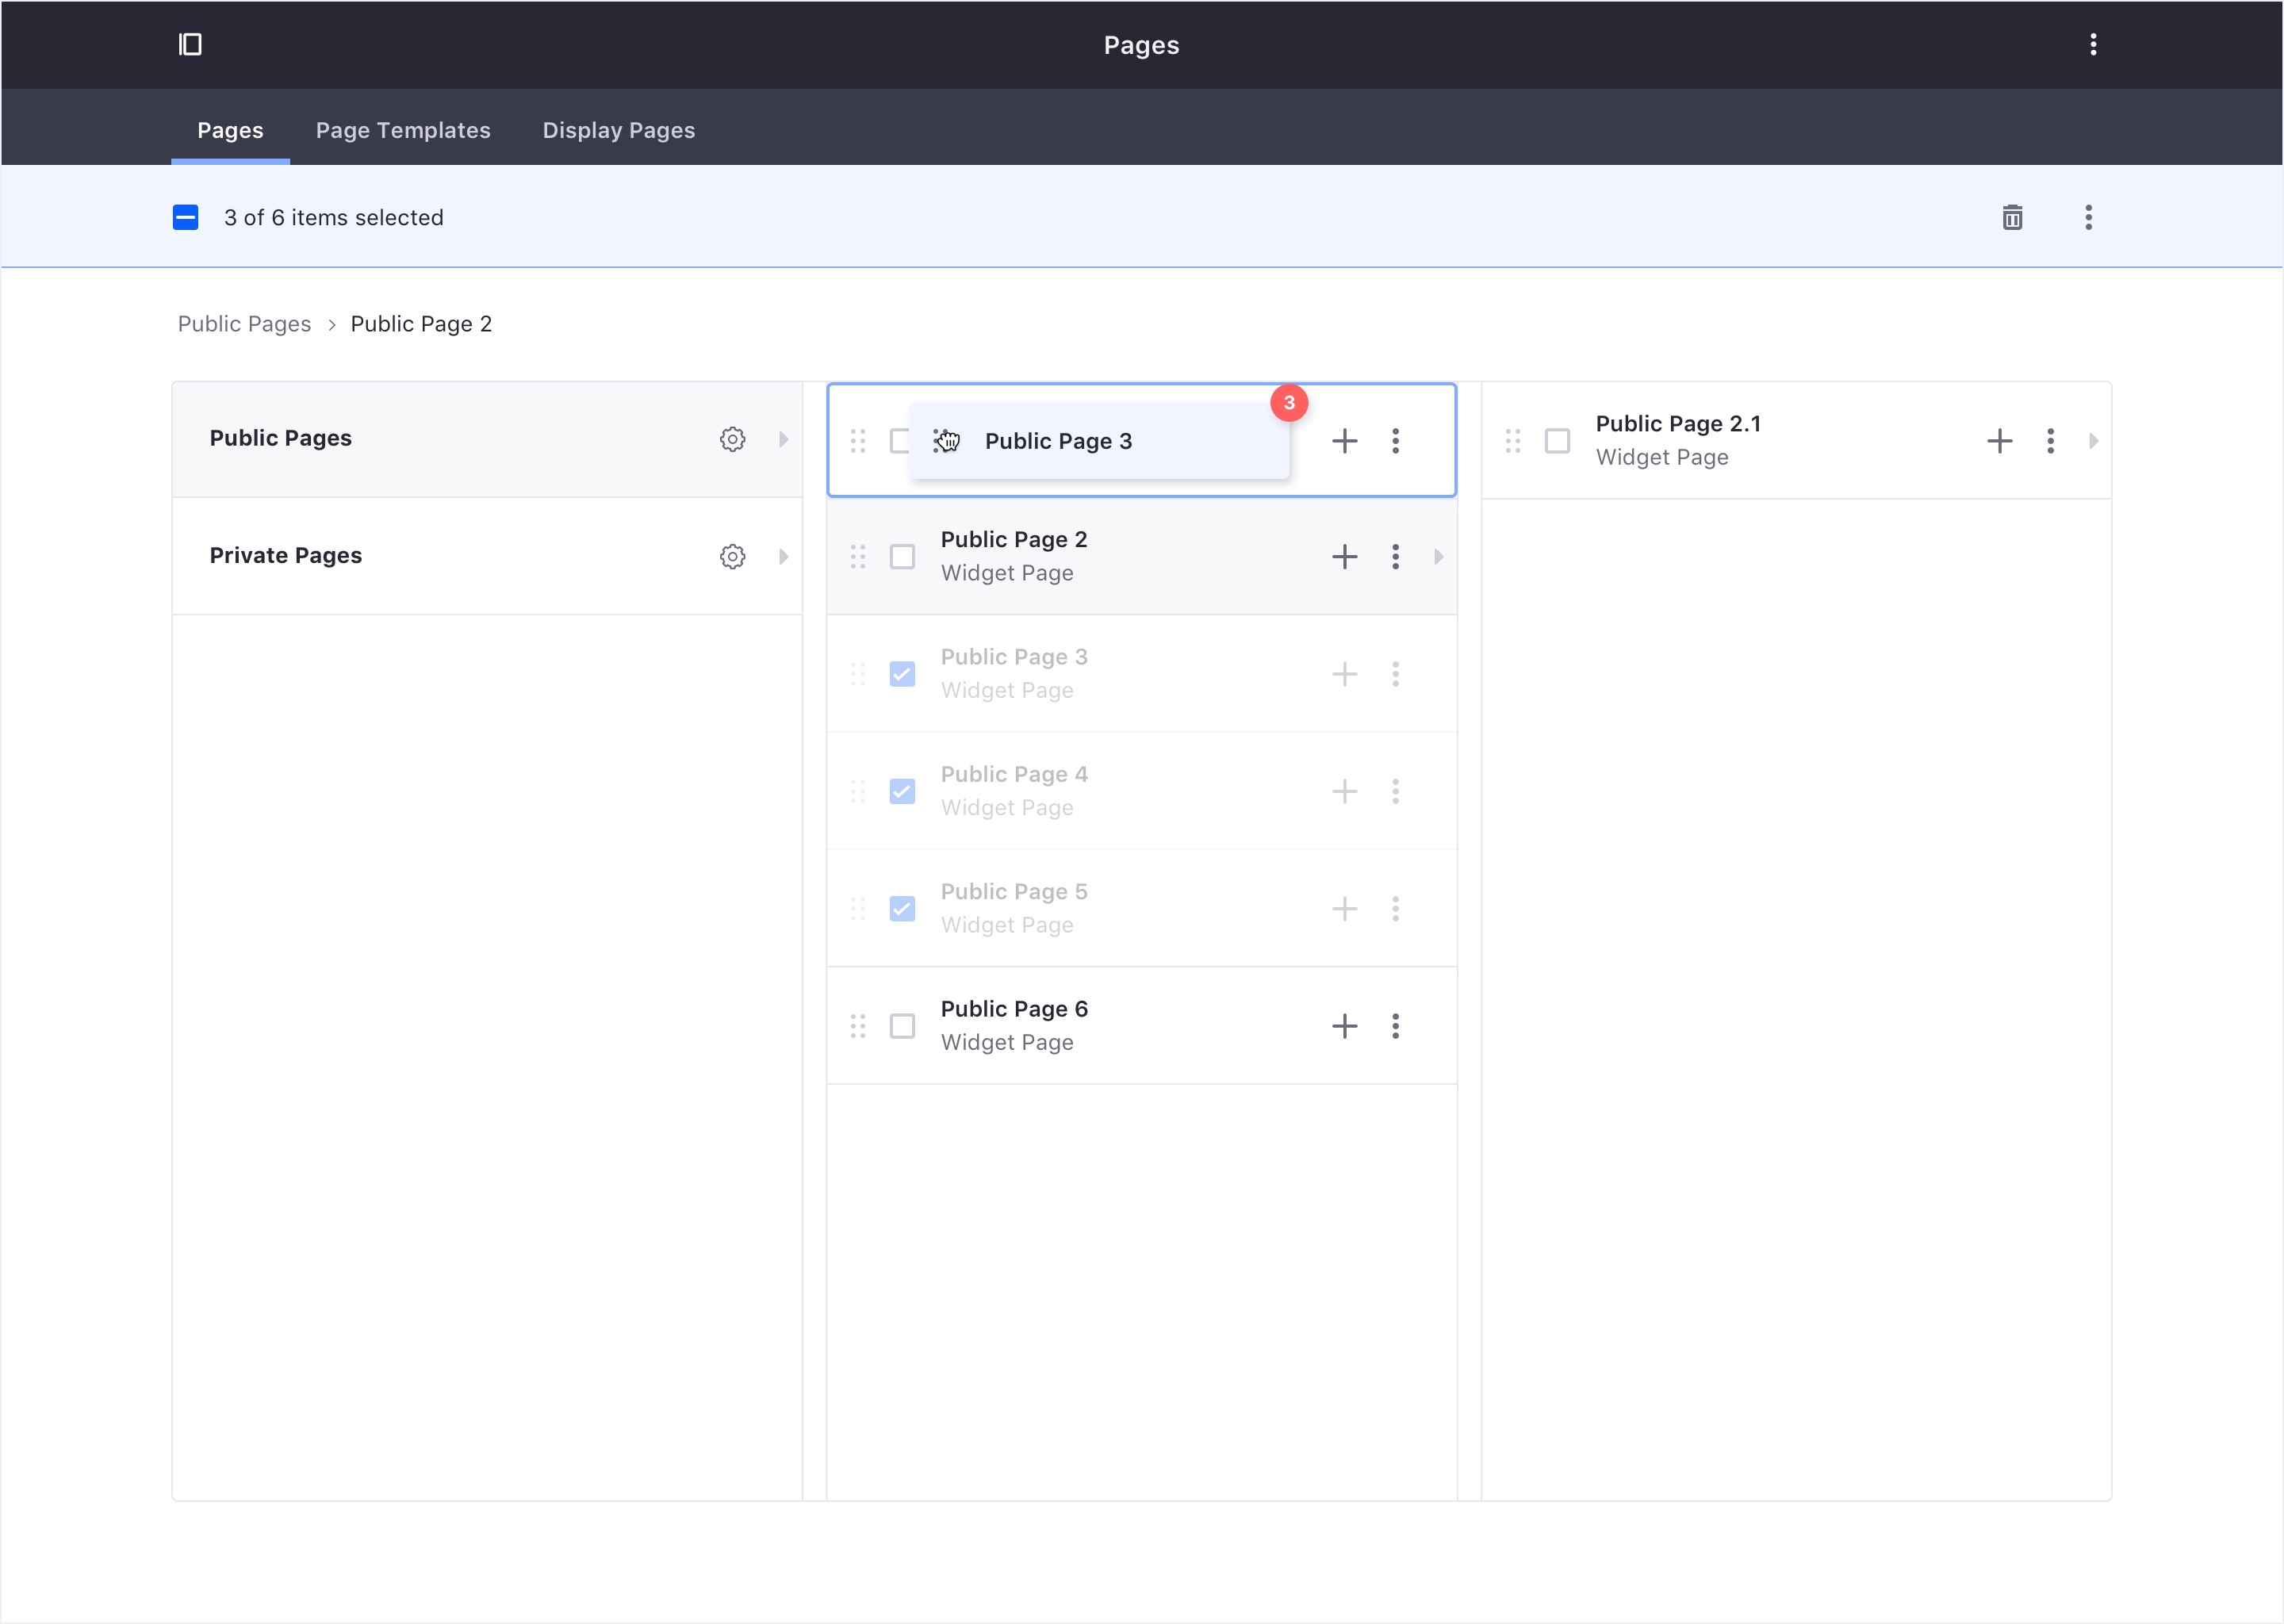 Pages
Pages
Page Templates
Display Pages
3 of 6 items selected
Public Pages
Public Page 2
Public Pages
Private Pages
3
Public Page 3
Public Page 2
Widget Page
Public Page 3
Widget Page
Public Page 4
Widget Page
Public Page 5
Widget Page
Public Page 6
Widget Page
Public Page 2.1
Widget Page